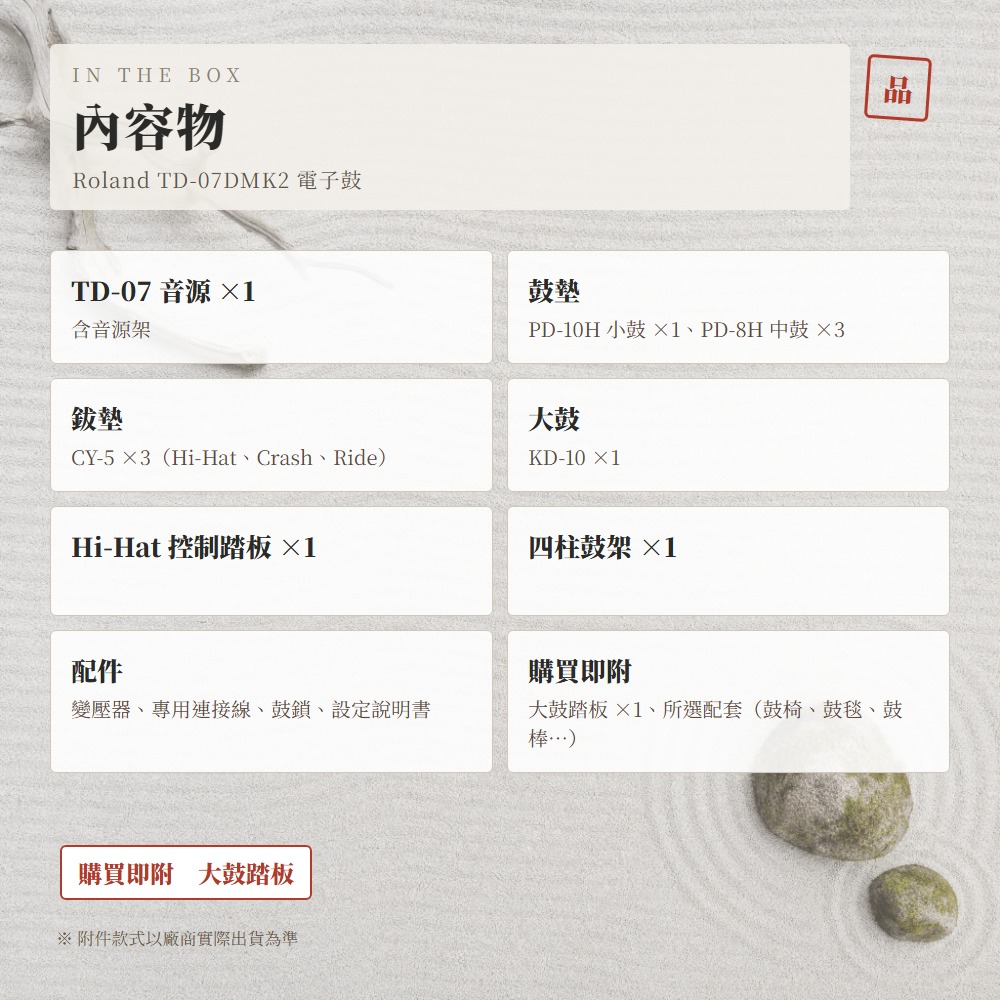 IN THE BOX
內容物
Roland TD-07DMK2 電子鼓
品
TD-07 音源 ×1
含音源架
鼓墊
PD-10H 小鼓 ×1、PD-8H 中鼓 ×3
鈸墊
CY-5 ×3（Hi-Hat、Crash、Ride）
大鼓
KD-10 ×1
Hi-Hat 控制踏板 ×1
四柱鼓架 ×1
配件
變壓器、專用連接線、鼓鎖、設定說明書
購買即附
大鼓踏板 ×1、所選配套（鼓椅、鼓毯、鼓
棒⋯）
購買即附　大鼓踏板
※ 附件款式以廠商實際出貨為準